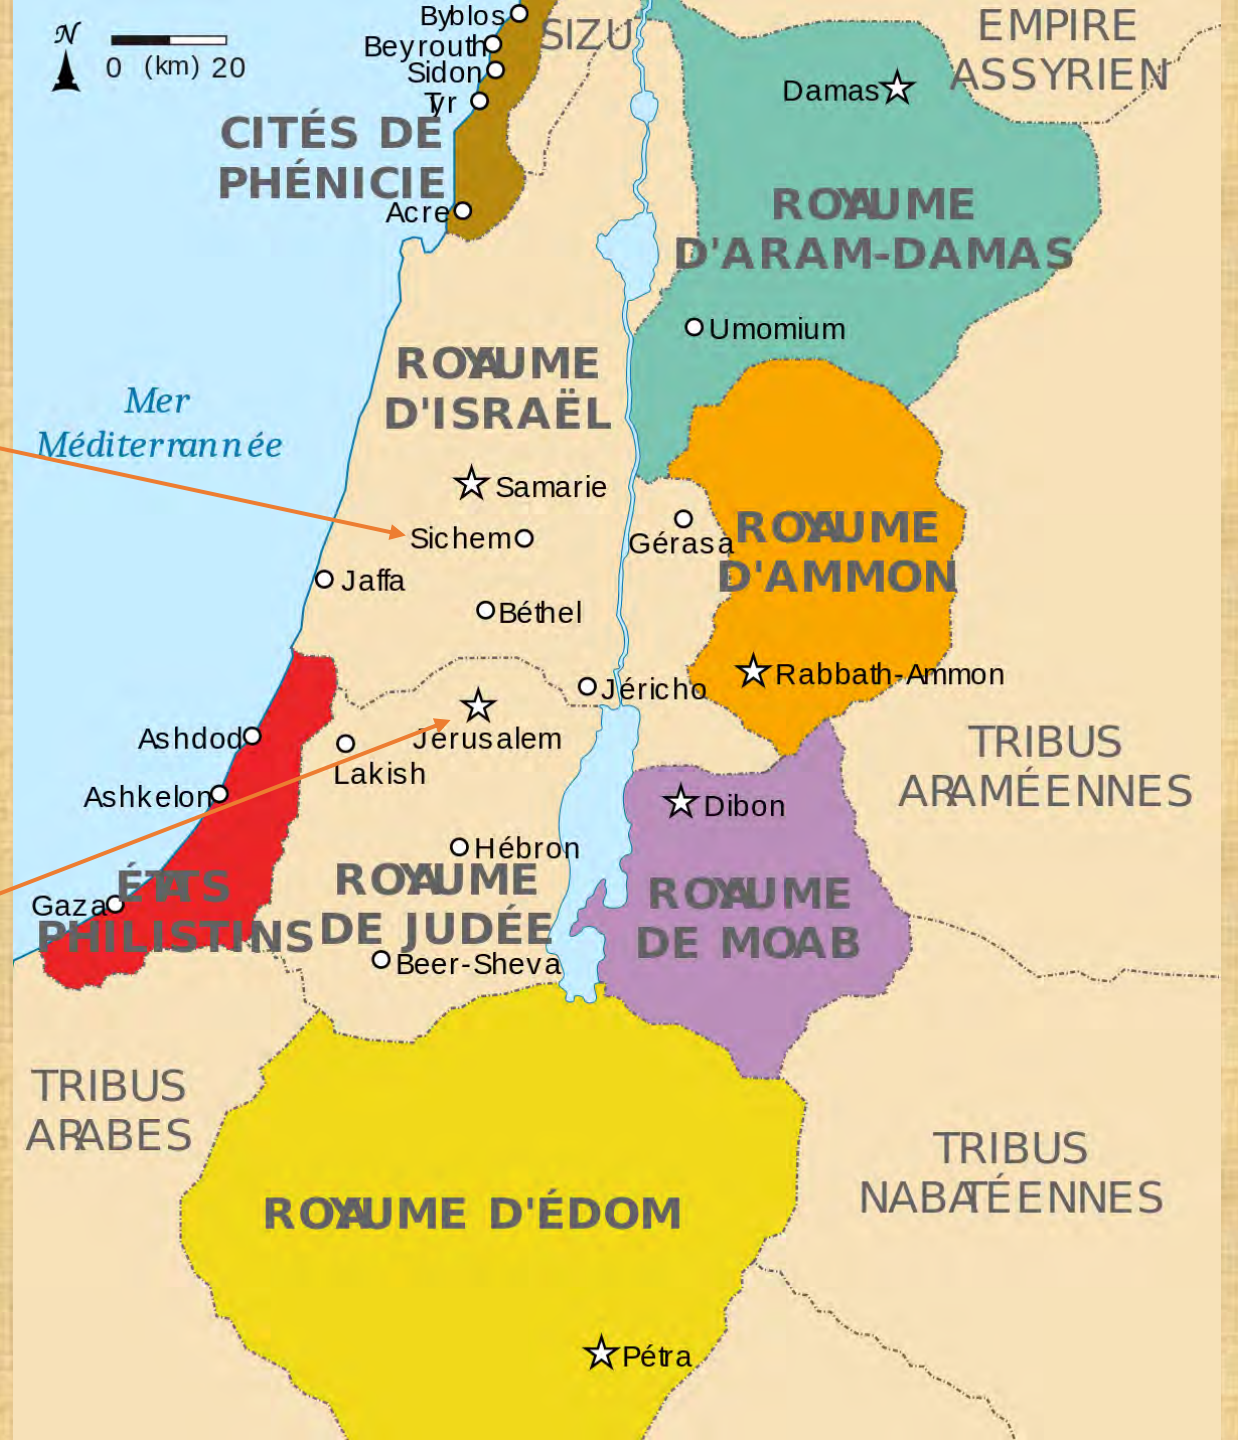 N
0 (km) 20
Byblos
Beyrouth
Sidon
Tyr
SIZU
EMPIRE
ASSYRIEN
Damas
CITÉS DE
PHÉNICIE
Acre
ROYAUME
D'ARAM-DAMAS
Umomium
ROYAUME
D'ISRAËL
Mer
Méditerrannée
Samarie
Sichem
Gérasa
ROYAUME
D'AMMON
Jaffa
Béthel
Rabbath-Ammon
Jéricho
Jerusalem
Ashdod
Lakish
TRIBUS
ARAMÉENNES
Ashkelon
Dibon
Hébron
ÉTATS
PHILISTINS
Gaza
ROYAUME
DE JUDÉE
ROYAUME
DE MOAB
Beer-Sheva
TRIBUS
ARABES
TRIBUS
NABATÉENNES
ROYAUME D'ÉDOM
Pétra